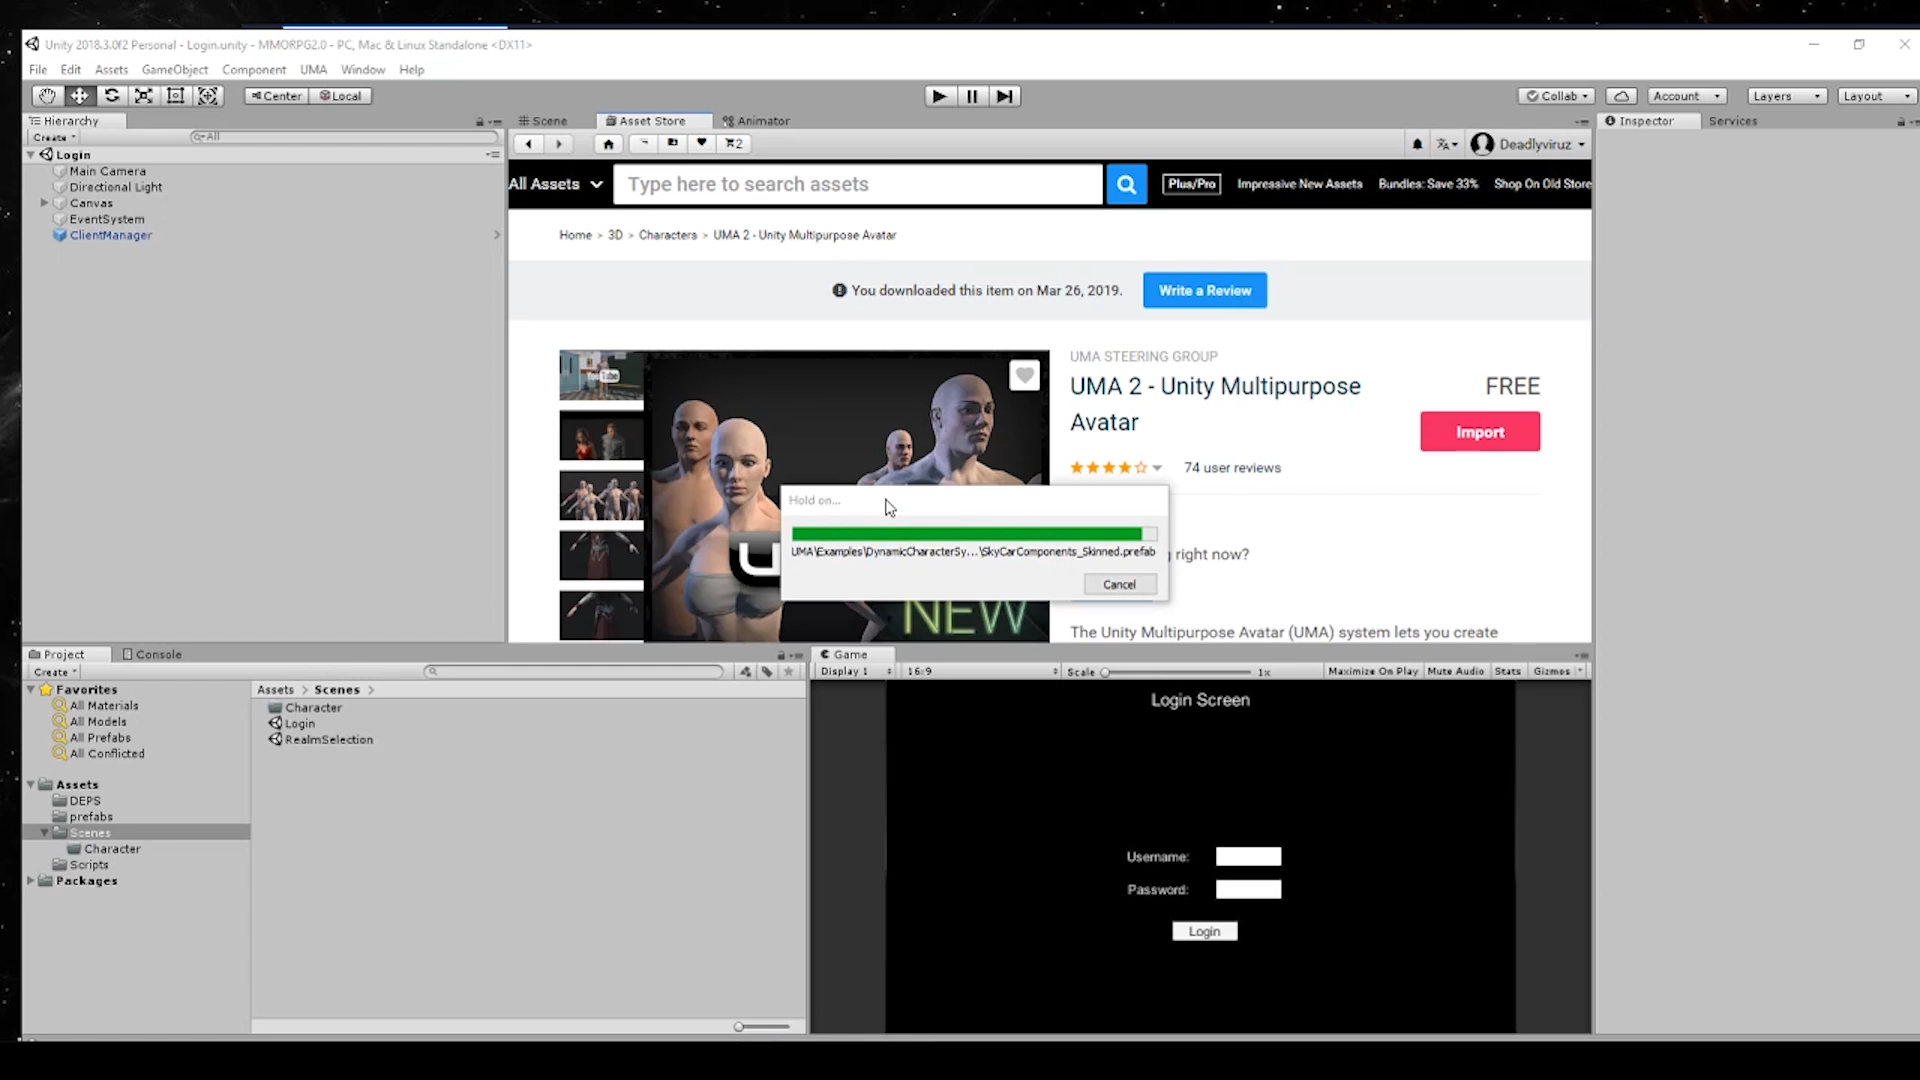 Unity 2018.3.0f2 Personal - Login.unity - MMORPG2.0 - PC, Mac & Linux Standalone <DX11>
File Edit Assets GameObject Component UMA Window Help
Center Local Collab Account Layers Layout
Hierarchy
Create All
Login
Main Camera
Directional Light
Canvas
EventSystem
ClientManager
Scene Asset Store Animator
2 Deadlyviruz
All Assets Type here to search assets Plus/Pro Impressive New Assets Bundles: Save 33% Shop On Old Store
Home > 3D > Characters > UMA 2 - Unity Multipurpose Avatar
You downloaded this item on Mar 26, 2019. Write a Review
UMA STEERING GROUP
UMA 2 - Unity Multipurpose
Avatar
FREE
Import
74 user reviews
right now?
The Unity Multipurpose Avatar (UMA) system lets you create
NEW
Hold on...
UMA\Examples\DynamicCharacterSy...\SkyCarComponents_Skinned.prefab
Cancel
Inspector Services
Project Console
Create
Favorites
All Materials
All Models
All Prefabs
All Conflicted
Assets
DEPS
prefabs
Scenes
Character
Scripts
Packages
Assets > Scenes >
Character
Login
RealmSelection
Game
Display 1 16:9 Scale 1x Maximize On Play Mute Audio Stats Gizmos
Login Screen
Username:
Password:
Login